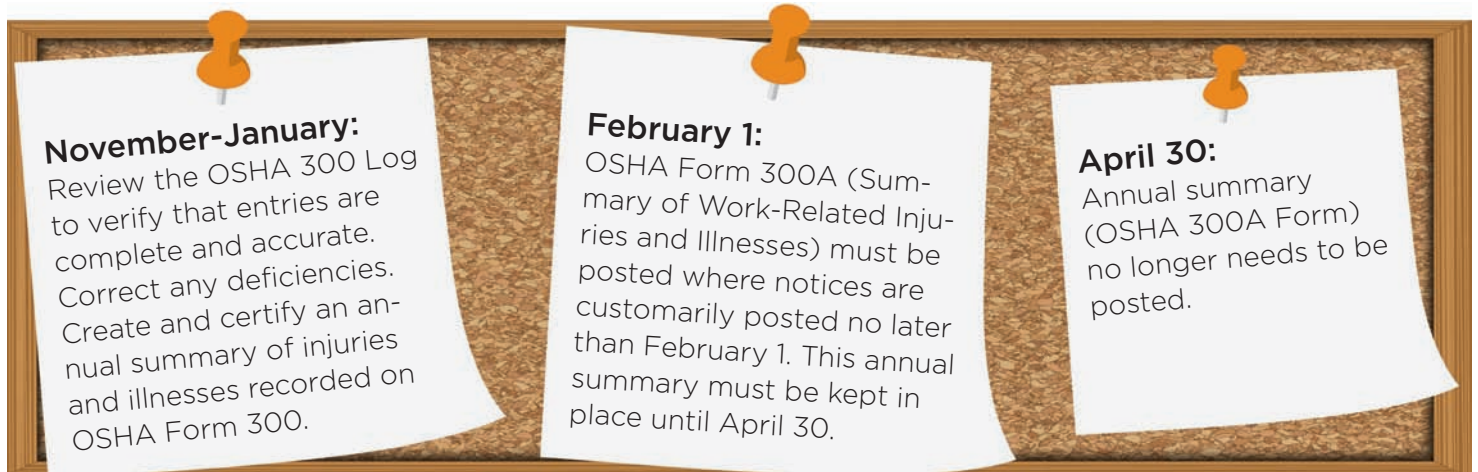 November-January:
Review the OSHA 300 Log
to verify that entries are
complete and accurate.
Correct any deficiencies.
Create and certify an an-
nual summary of injuries
and illnesses recorded on
OSHA Form 300.
February 1:
OSHA Form 300A (Sum-
mary of Work-Related Inju-
ries and Illnesses) must be
posted where notices are
customarily posted no later
than February 1. This annual
summary must be kept in
place until April 30.
April 30:
Annual summary
(OSHA 300A Form)
no longer needs to be
posted.